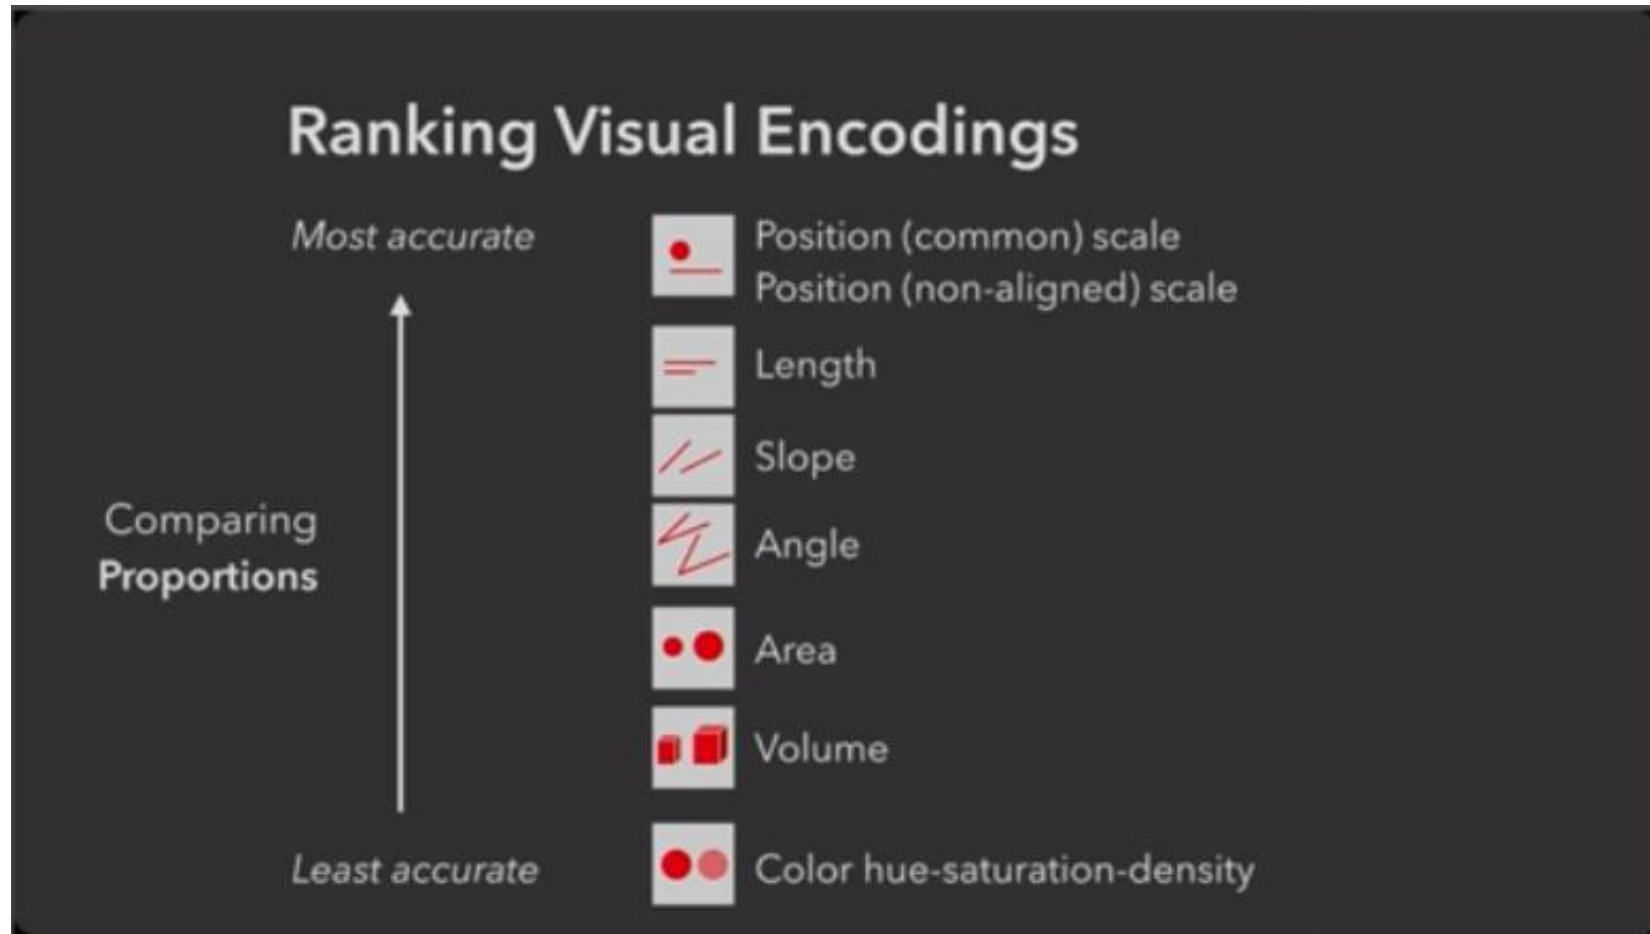 Ranking Visual Encodings
Most accurate
Position (common) scale
Position (non-aligned) scale
Length
Slope
Comparing
Proportions
Angle
Area
Volume
Least accurate
Color hue-saturation-density